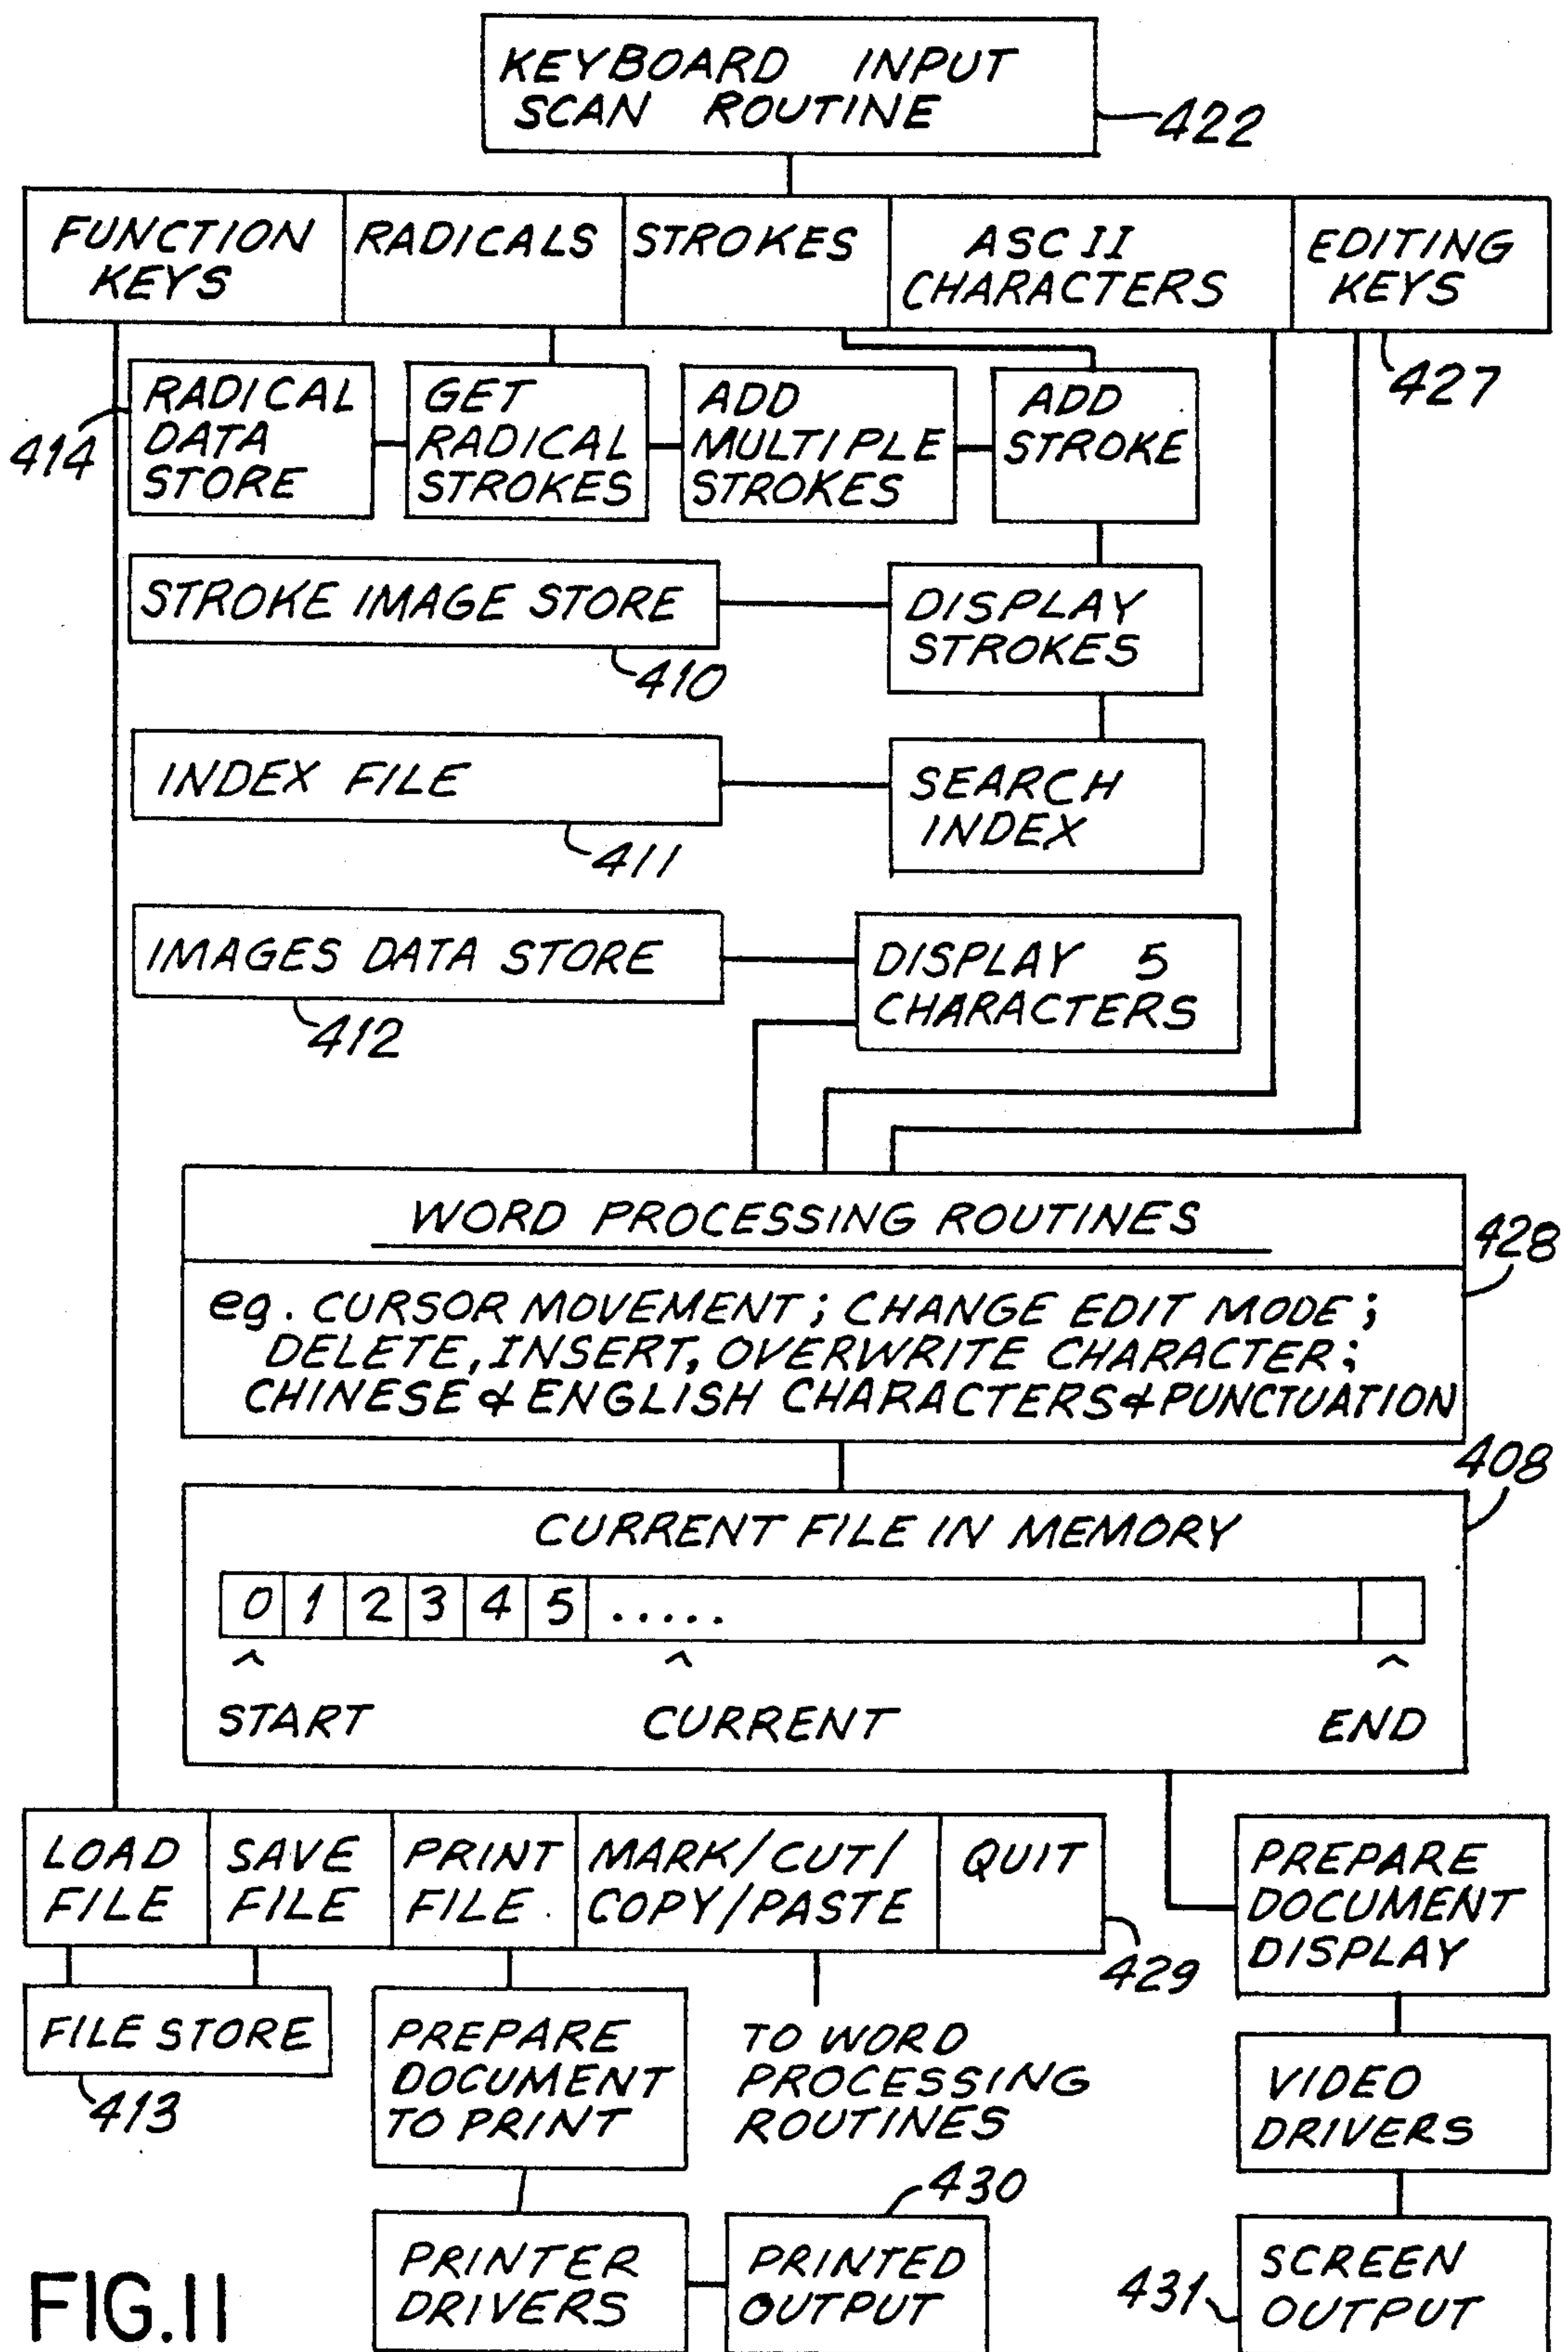 KEYBOARD INPUT
SCAN ROUTINE
422
FUNCTION
KEYS
RADICALS
STROKES
ASCII
CHARACTERS
EDITING
KEYS
427
414
RADICAL
DATA
STORE
GET
RADICAL
STROKES
ADD
MULTIPLE
STROKES
ADD
STROKE
STROKE IMAGE STORE
410
DISPLAY
STROKES
INDEX FILE
411
SEARCH
INDEX
IMAGES DATA STORE
412
DISPLAY 5
CHARACTERS
WORD PROCESSING ROUTINES
428
eg. CURSOR MOVEMENT; CHANGE EDIT MODE;
DELETE, INSERT, OVERWRITE CHARACTER;
CHINESE & ENGLISH CHARACTERS & PUNCTUATION
408
CURRENT FILE IN MEMORY
0 1 2 3 4 5 .....
^ ^ ^
START CURRENT END
LOAD
FILE
SAVE
FILE
PRINT
FILE
MARK/CUT/
COPY/PASTE
QUIT
429
PREPARE
DOCUMENT
DISPLAY
FILE STORE
413
PREPARE
DOCUMENT
TO PRINT
TO WORD
PROCESSING
ROUTINES
VIDEO
DRIVERS
430
PRINTER
DRIVERS
PRINTED
OUTPUT
431
SCREEN
OUTPUT
FIG.11